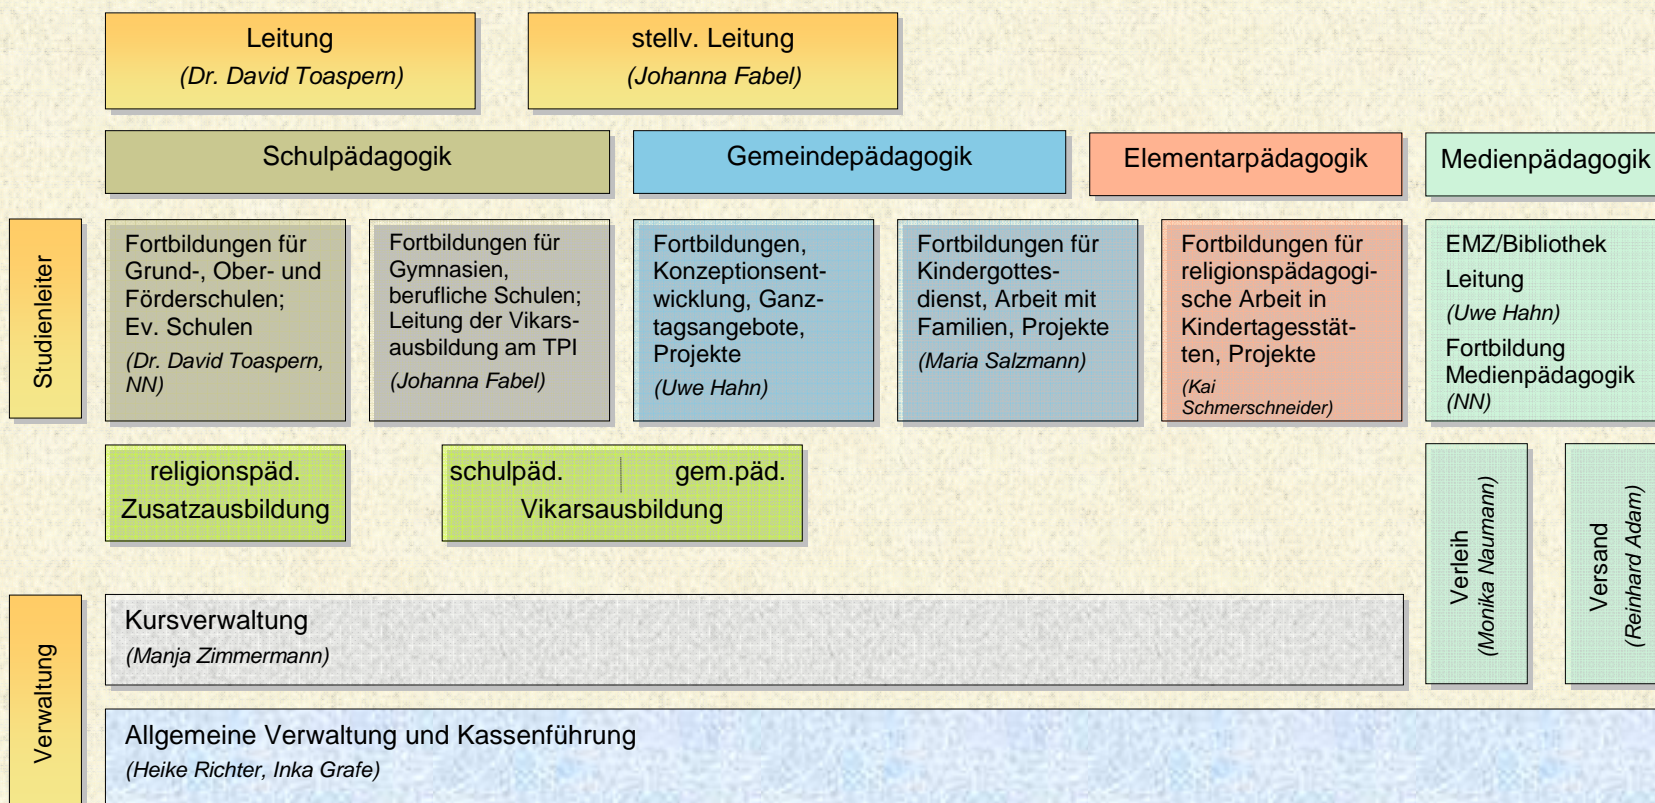 Leitung
(Dr. David Toaspern)
stellv. Leitung
(Johanna Fabel)
Schulpädagogik
Gemeindepädagogik
Elementarpädagogik
Medienpädagogik
Studienleiter
Fortbildungen für
Grund-, Ober- und
Förderschulen;
Ev. Schulen
(Dr. David Toaspern,
NN)
Fortbildungen für
Gymnasien,
berufliche Schulen;
Leitung der Vikars-
ausbildung am TPI
(Johanna Fabel)
Fortbildungen,
Konzeptionsent-
wicklung, Ganz-
tagsangebote,
Projekte
(Uwe Hahn)
Fortbildungen für
Kindergottes-
dienst, Arbeit mit
Familien, Projekte
(Maria Salzmann)
Fortbildungen für
religionspädagogi-
sche Arbeit in
Kindertagesstät-
ten, Projekte
(Kai
Schmerschneider)
EMZ/Bibliothek
Leitung
(Uwe Hahn)
Fortbildung
Medienpädagogik
(NN)
religionspäd.
Zusatzausbildung
schulpäd. gem.päd.
Vikarsausbildung
Verleih
(Monika Naumann)
Versand
(Reinhard Adam)
Verwaltung
Kursverwaltung
(Manja Zimmermann)
Allgemeine Verwaltung und Kassenführung
(Heike Richter, Inka Grafe)